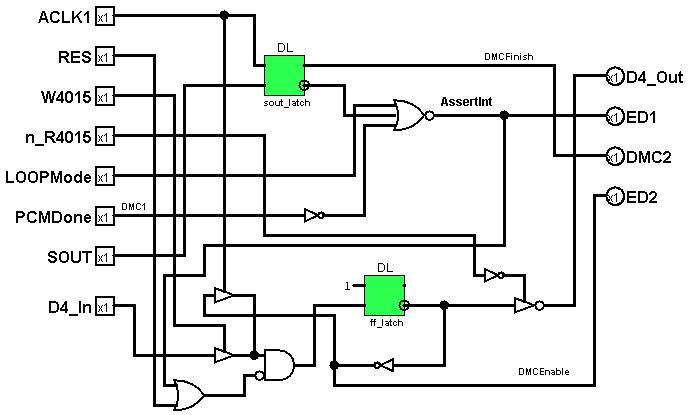 ACLK1 x1
DL
RES x1
DMCFinish
x1 D4_Out
W4015 x1
sout_latch
AssertInt
x1 ED1
n_R4015 x1
x1 DMC2
LOOPMode x1
x1 ED2
PCMDone x1 DMC1
SOUT x1
DL
1
D4_In x1
ff_latch
DMCEnable